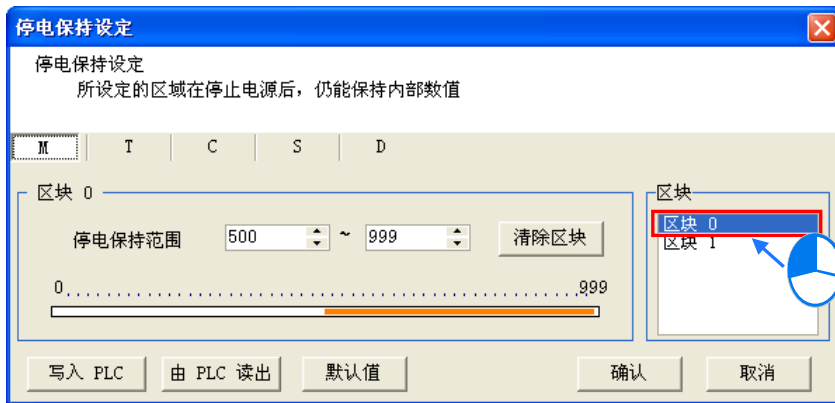 停电保持设定
停电保持设定
所设定的区域在停止电源后，仍能保持内部数值
M T C S D
区块 0
停电保持范围 500 ~ 999 清除区块
0 999
区块
区块 0
区块 1
写入 PLC 由 PLC 读出 默认值 确认 取消